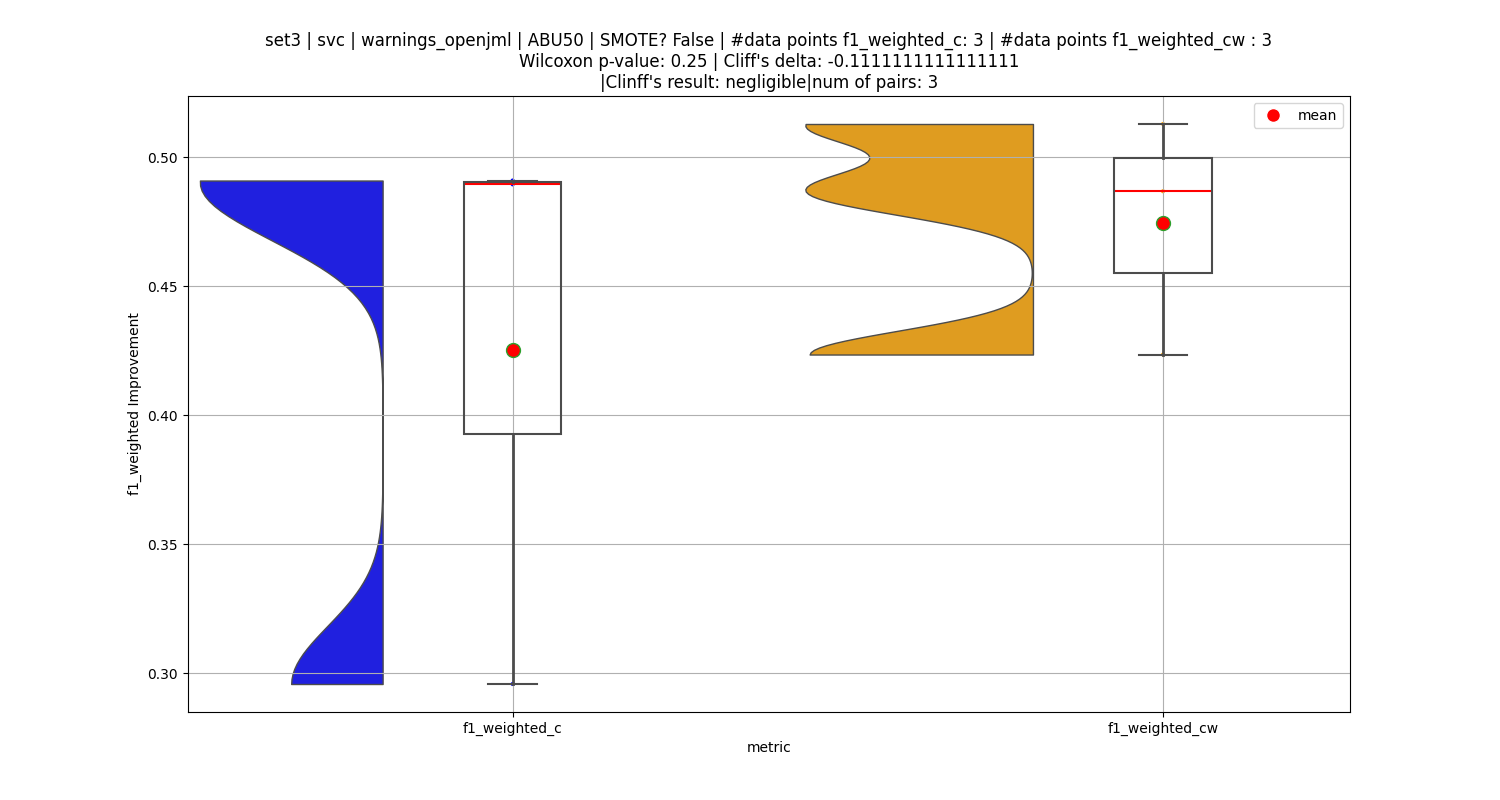 set3 | svc | warnings_openjml | ABU50 | SMOTE? False | #data points f1_weighted_c: 3 | #data points f1_weighted_cw : 3
Wilcoxon p-value: 0.25 | Cliff's delta: -0.1111111111111111
|Clinff's result: negligible|num of pairs: 3
mean
0.50
0.45
0.40
0.35
0.30
f1_weighted Improvement
f1_weighted_c
f1_weighted_cw
metric